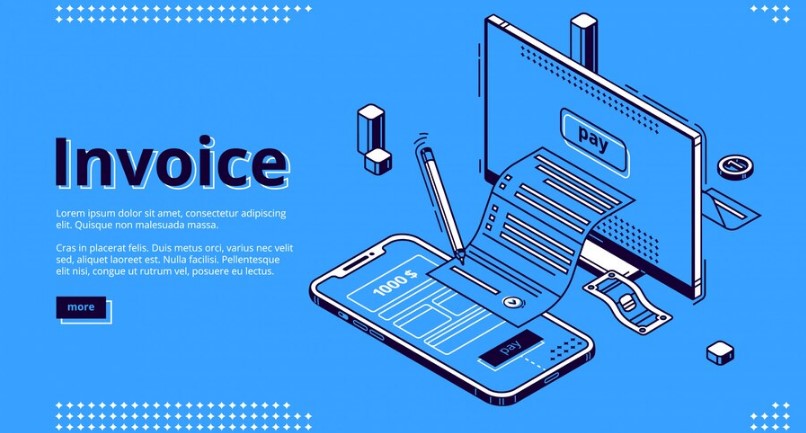 Invoice
Lorem ipsum dolor sit amet, consectetur adipiscing
elit. Quisque non malesuada massa.
Cras in placerat felis. Duis metus orci, varius nec velit
sed, aliquet laoreet est. Nulla facilisi. Pellentesque
elit nisi, congue ut rutrum vel, posuere eu lectus.
more
pay
1000 $
pay